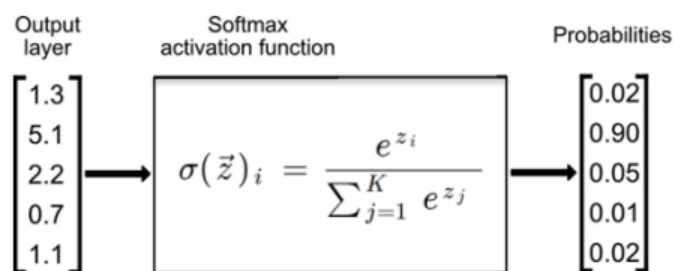 Output
layer
Softmax
activation function
Probabilities
1.3
5.1
2.2
0.7
1.1
σ(z⃗)ᵢ = e^{zᵢ} / ∑_{j=1}^{K} e^{zⱼ}
0.02
0.90
0.05
0.01
0.02